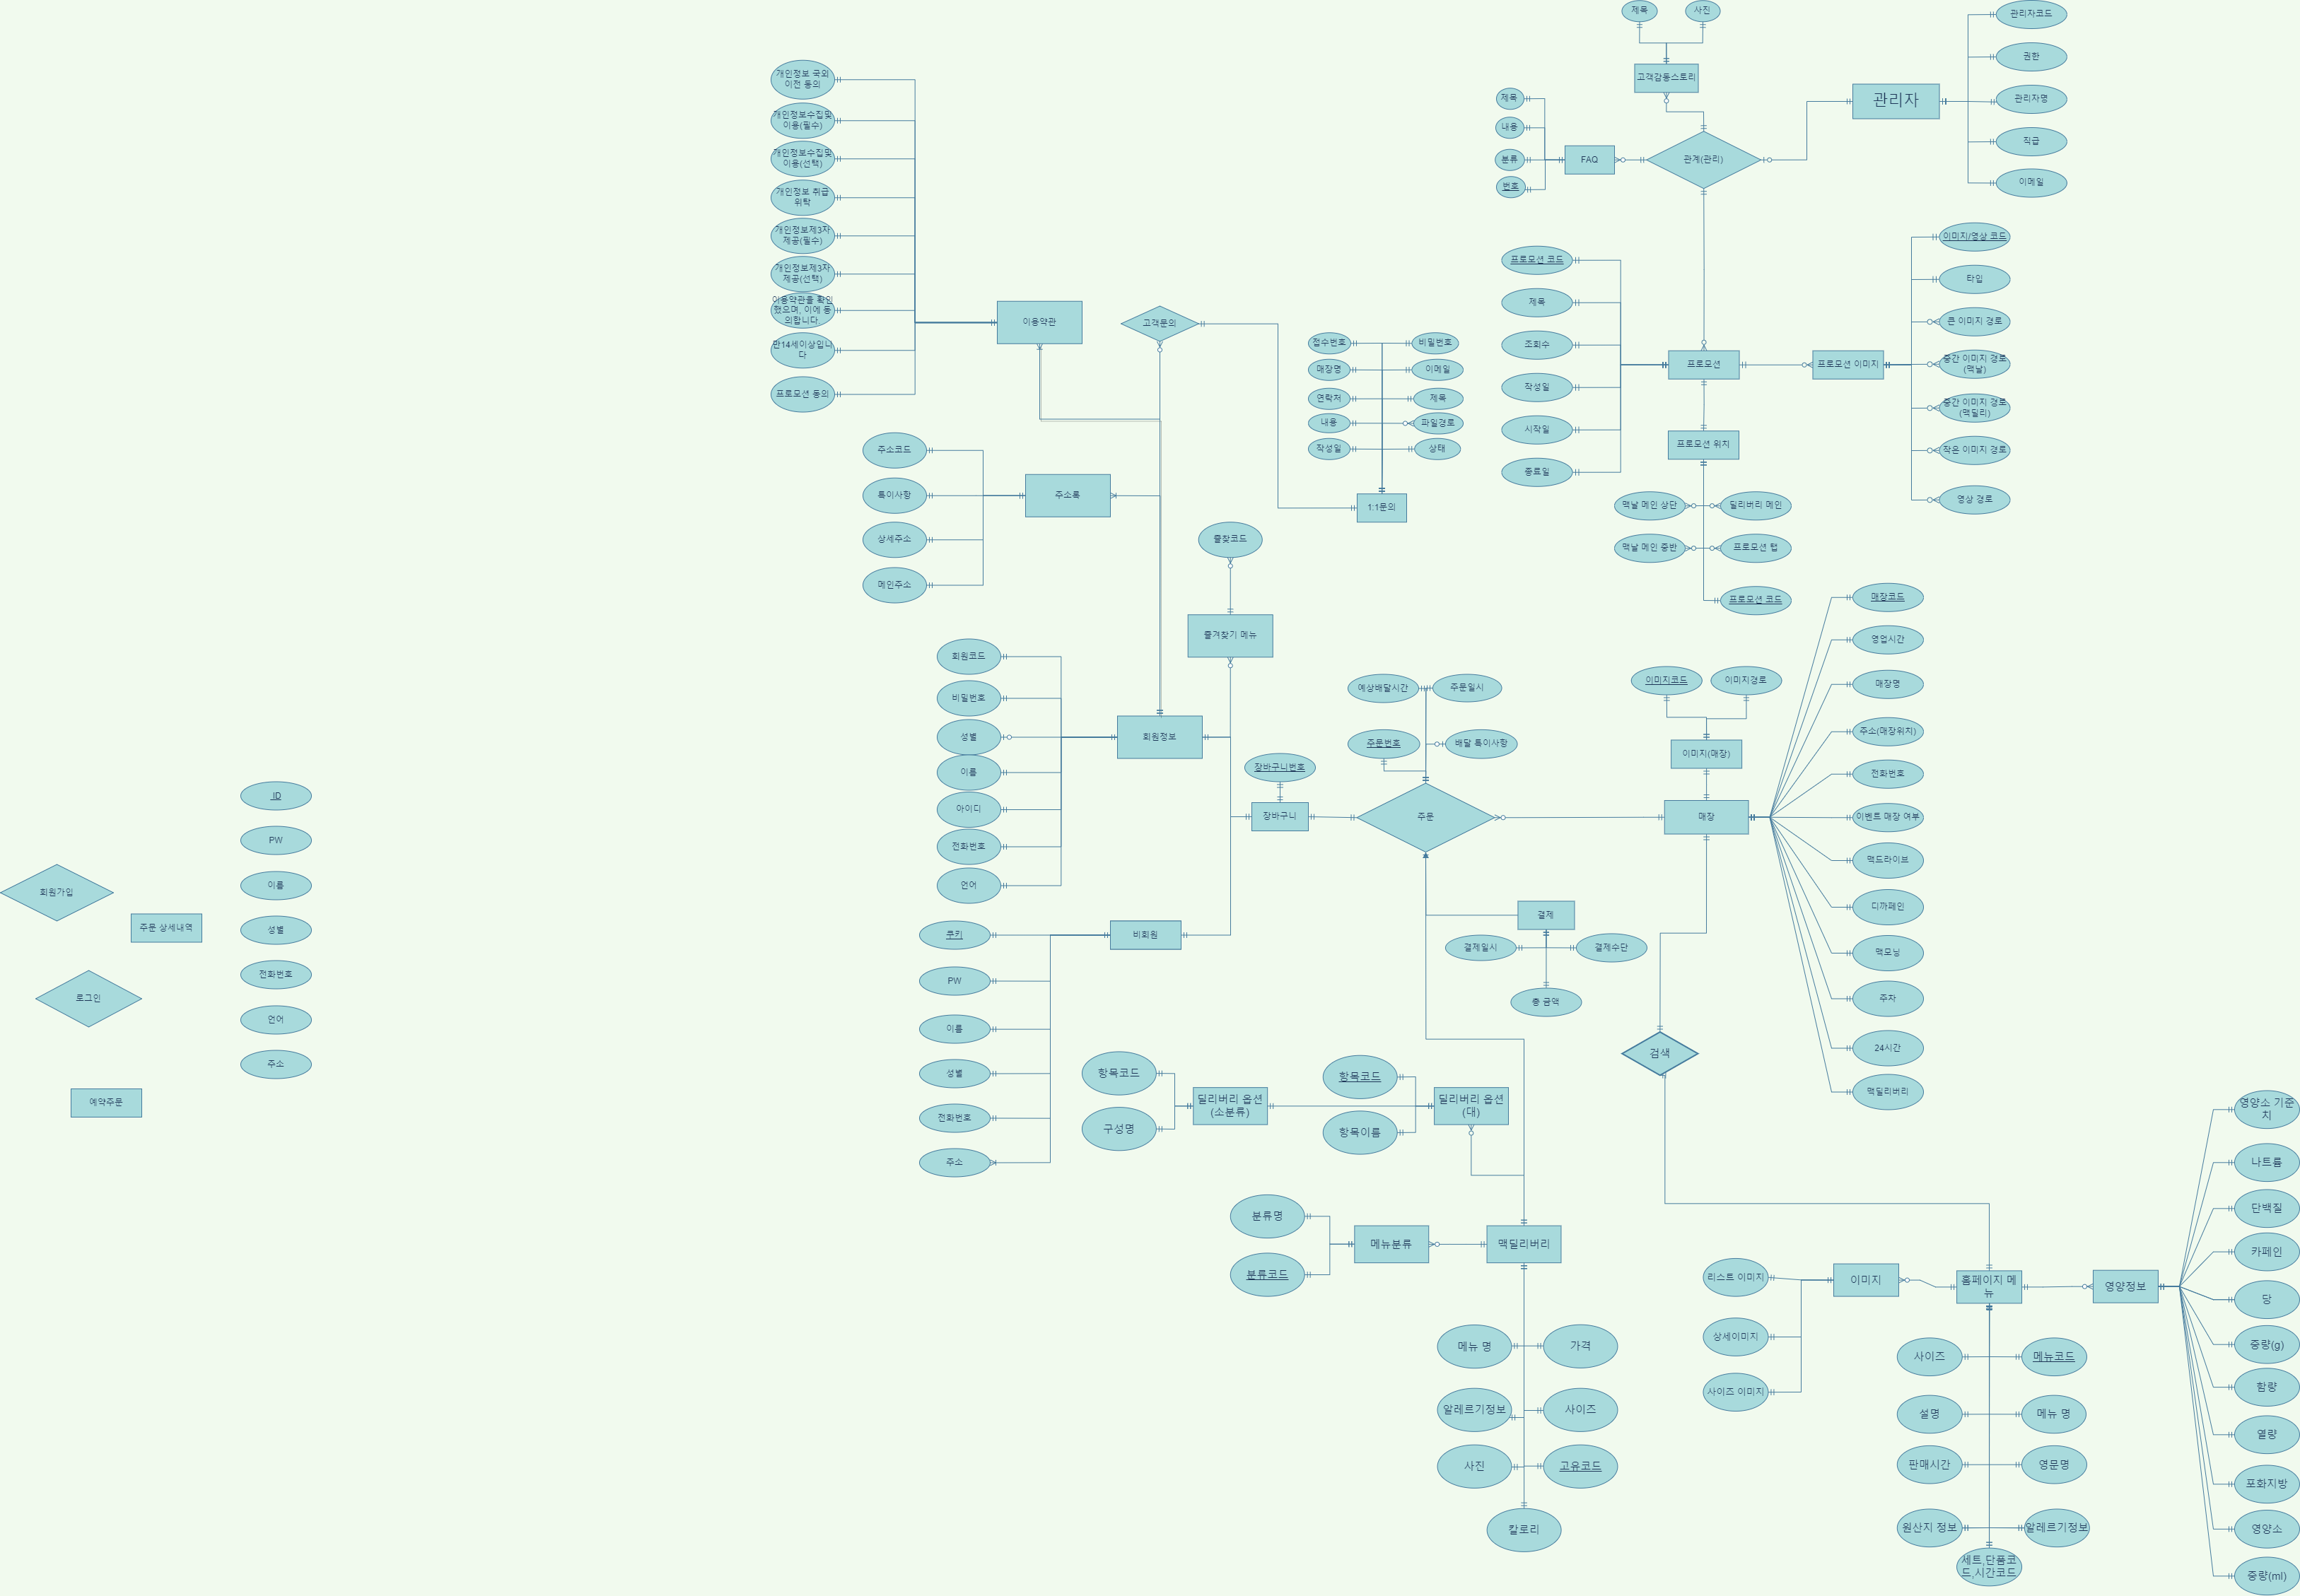 제목
사진
관리자코드
고객감동스토리
권한
개인정보 국외
이전 동의
제목
관리자
관리자명
개인정보수집및
이용(필수)
내용
직급
개인정보수집및
이용(선택)
분류
FAQ
관계(관리)
번호
이메일
개인정보 취급
위탁
개인정보제3자
제공(필수)
이미지/영상 코드
개인정보제3자
제공(선택)
프로모션 코드
타입
이용약관을 확인
했으며, 이에 동
의합니다
제목
이용약관
고객문의
큰 이미지 경로
만14세이상입니
다
접수번호
비밀번호
조회수
프로모션
프로모션 이미지
중간 이미지 경로
(맥날)
매장명
이메일
프로모션 동의
연락저
제목
작성일
중간 이미지 경로
(맥딜리)
내용
파일경로
시작일
프로모션 위치
주소코드
작성일
상태
작은 이미지 경로
종료일
주소록
특이사항
1:1문의
맥날 메인 상단
딜리버리 메인
영상 경로
상세주소
즐찾코드
맥날 메인 중반
프로모션 탭
메인주소
프로모션 코드
매장코드
즐겨찾기 메뉴
영업시간
회원코드
비밀번호
예상배달시간
주문일시
이미지코드
이미지경로
매장명
성별
회원정보
주문번호
배달 특이사항
이미지(매장)
주소(매장위치)
이름
장바구니번호
전화번호
ID
아이디
장바구니
주문
매장
이벤트 매장 여부
PW
전화번호
맥드라이브
이름
언어
회원가입
디까페인
주문 상세내역
성별
쿠키
비회원
결제
결제일시
결제수단
맥모닝
전화번호
PW
로그인
총 금액
주차
언어
이름
주소
24시간
검색
성별
항목코드
항목코드
예약주문
딜리버리 옵션
(소분류)
딜리버리 옵션
(대)
맥딜리버리
전화번호
구성명
항목이름
영양소 기준
치
주소
나트륨
분류명
단백질
메뉴분류
맥딜리버리
카페인
분류코드
리스트 이미지
이미지
홈페이지 메
뉴
영양정보
당
메뉴 명
가격
상세이미지
사이즈
메뉴코드
중량(g)
사이즈 이미지
함량
알레르기정보
사이즈
설명
메뉴 명
열량
사진
고유코드
판매시간
영문명
포화지방
칼로리
원산지 정보
알레르기정보
영양소
세트,단품코
드,시간코드
중량(ml)